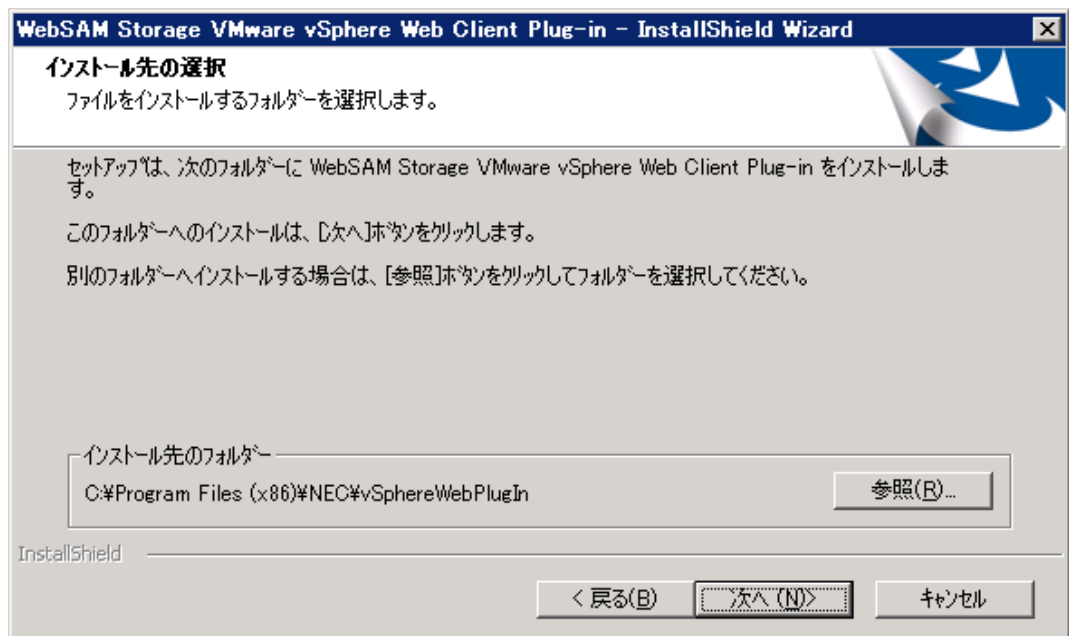 WebSAM Storage VMware vSphere Web Client Plug-in - InstallShield Wizard
インストール先の選択
ファイルをインストールするフォルダーを選択します。
セットアップは、次のフォルダーに WebSAM Storage VMware vSphere Web Client Plug-in をインストールしま
す。
このフォルダーへのインストールは、[次へ]ボタンをクリックします。
別のフォルダーへインストールする場合は、[参照]ボタンをクリックしてフォルダーを選択してください。
インストール先のフォルダー
C:¥Program Files (x86)¥NEC¥vSphereWebPlugIn
参照(R)...
InstallShield
< 戻る(B)
次へ (N)>
キャンセル